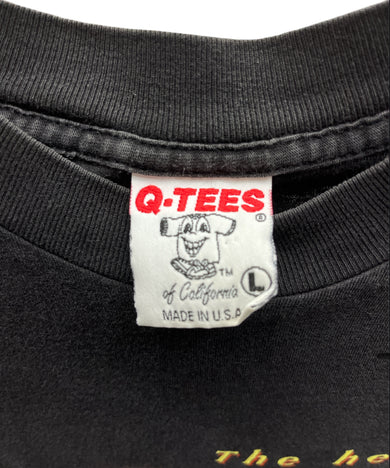 Q-TEES
®
TM
of California
L
MADE IN U.S.A
The he